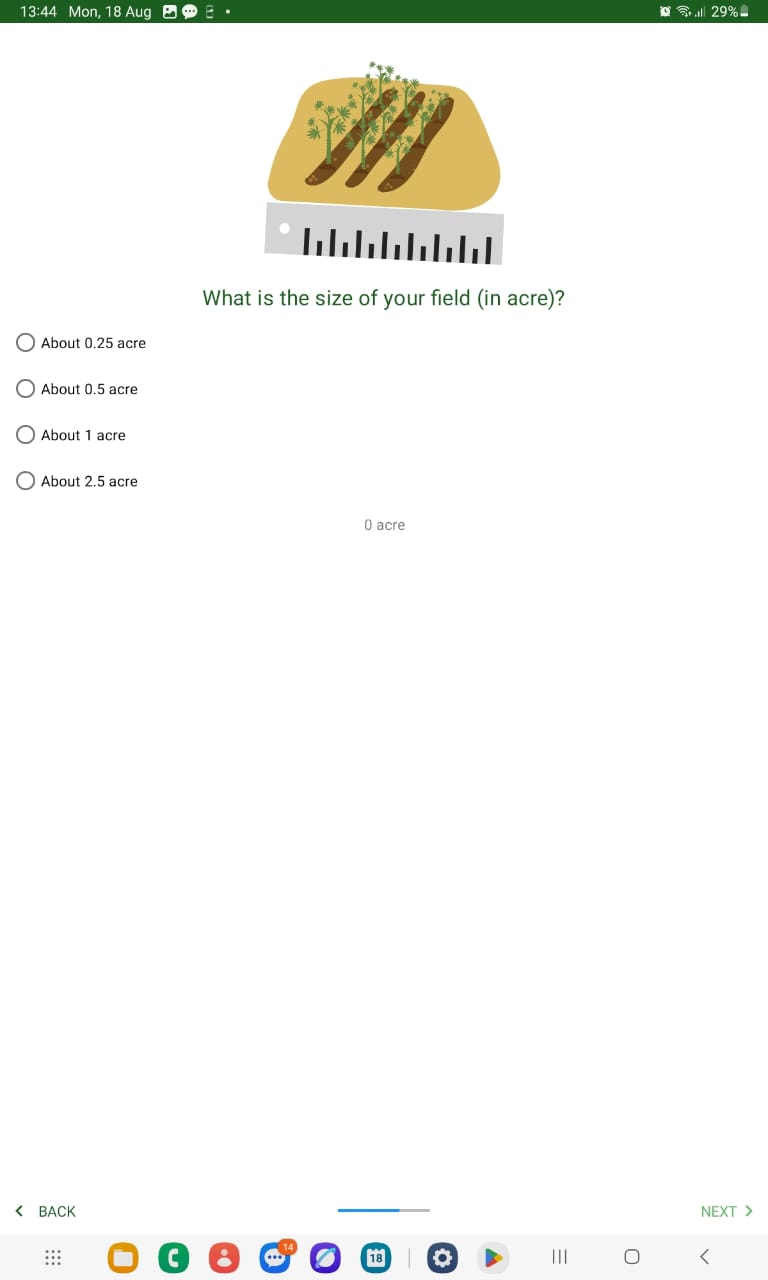 13:44 Mon, 18 Aug
29%
What is the size of your field (in acre)?
About 0.25 acre
About 0.5 acre
About 1 acre
About 2.5 acre
0 acre
BACK
NEXT
14
18